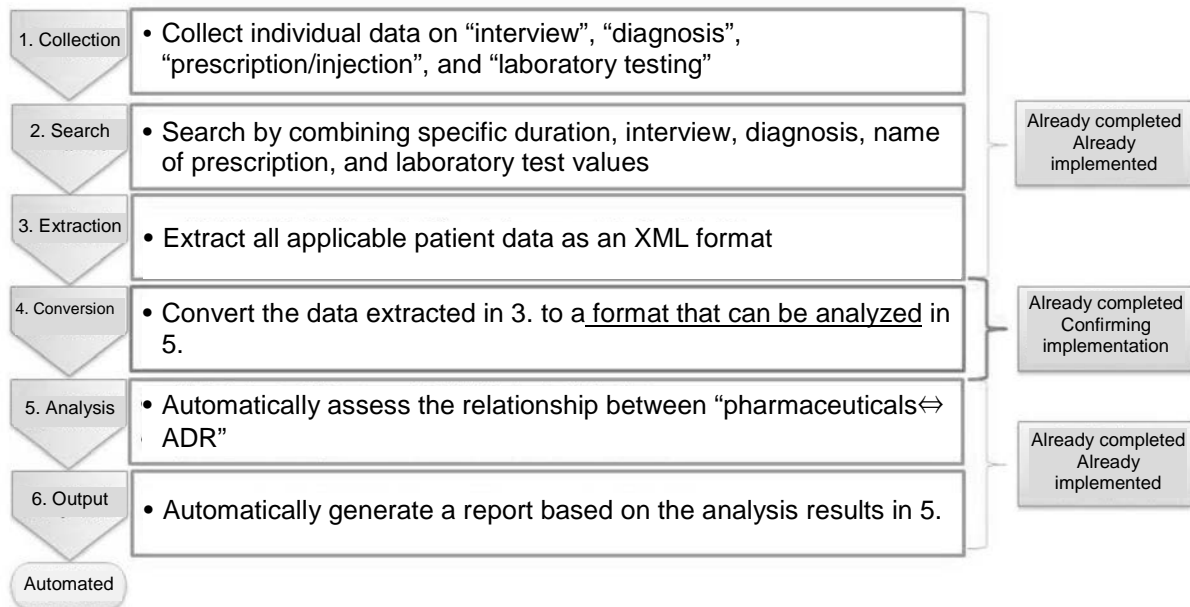 1. Collection
• Collect individual data on “interview”, “diagnosis”,
“prescription/injection”, and “laboratory testing”
2. Search
• Search by combining specific duration, interview, diagnosis, name
of prescription, and laboratory test values
3. Extraction
• Extract all applicable patient data as an XML format
Already completed
Already
implemented
4. Conversion
• Convert the data extracted in 3. to a format that can be analyzed in
5.
Already completed
Confirming
implementation
5. Analysis
• Automatically assess the relationship between “pharmaceuticals⇔
ADR”
6. Output
• Automatically generate a report based on the analysis results in 5.
Already completed
Already
implemented
Automated